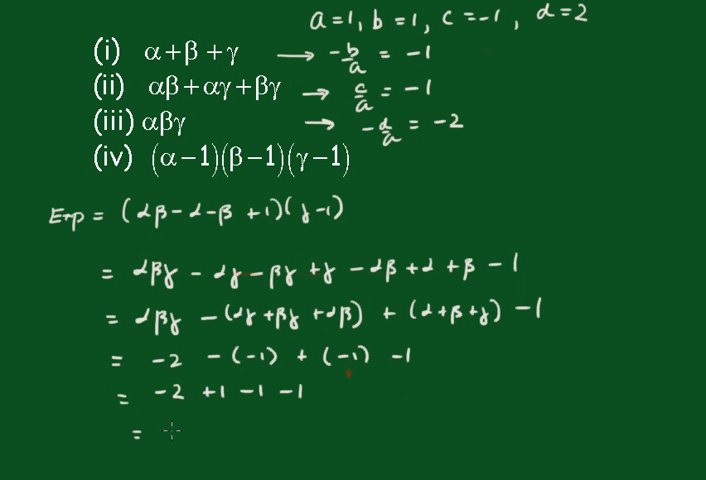 a=1, b=1, c=-1, d=2
(i) α+β+γ → -b/a = -1
(ii) αβ+αγ+βγ → c/a = -1
(iii) αβγ → -d/a = -2
(iv) (α-1)(β-1)(γ-1)
Exp = (αβ-α-β+1)(γ-1)
= αβγ - αγ - βγ + γ - αβ + α + β - 1
= αβγ - (αγ+βγ+αβ) + (α+β+γ) - 1
= -2 - (-1) + (-1) -1
= -2 +1 -1 -1
=